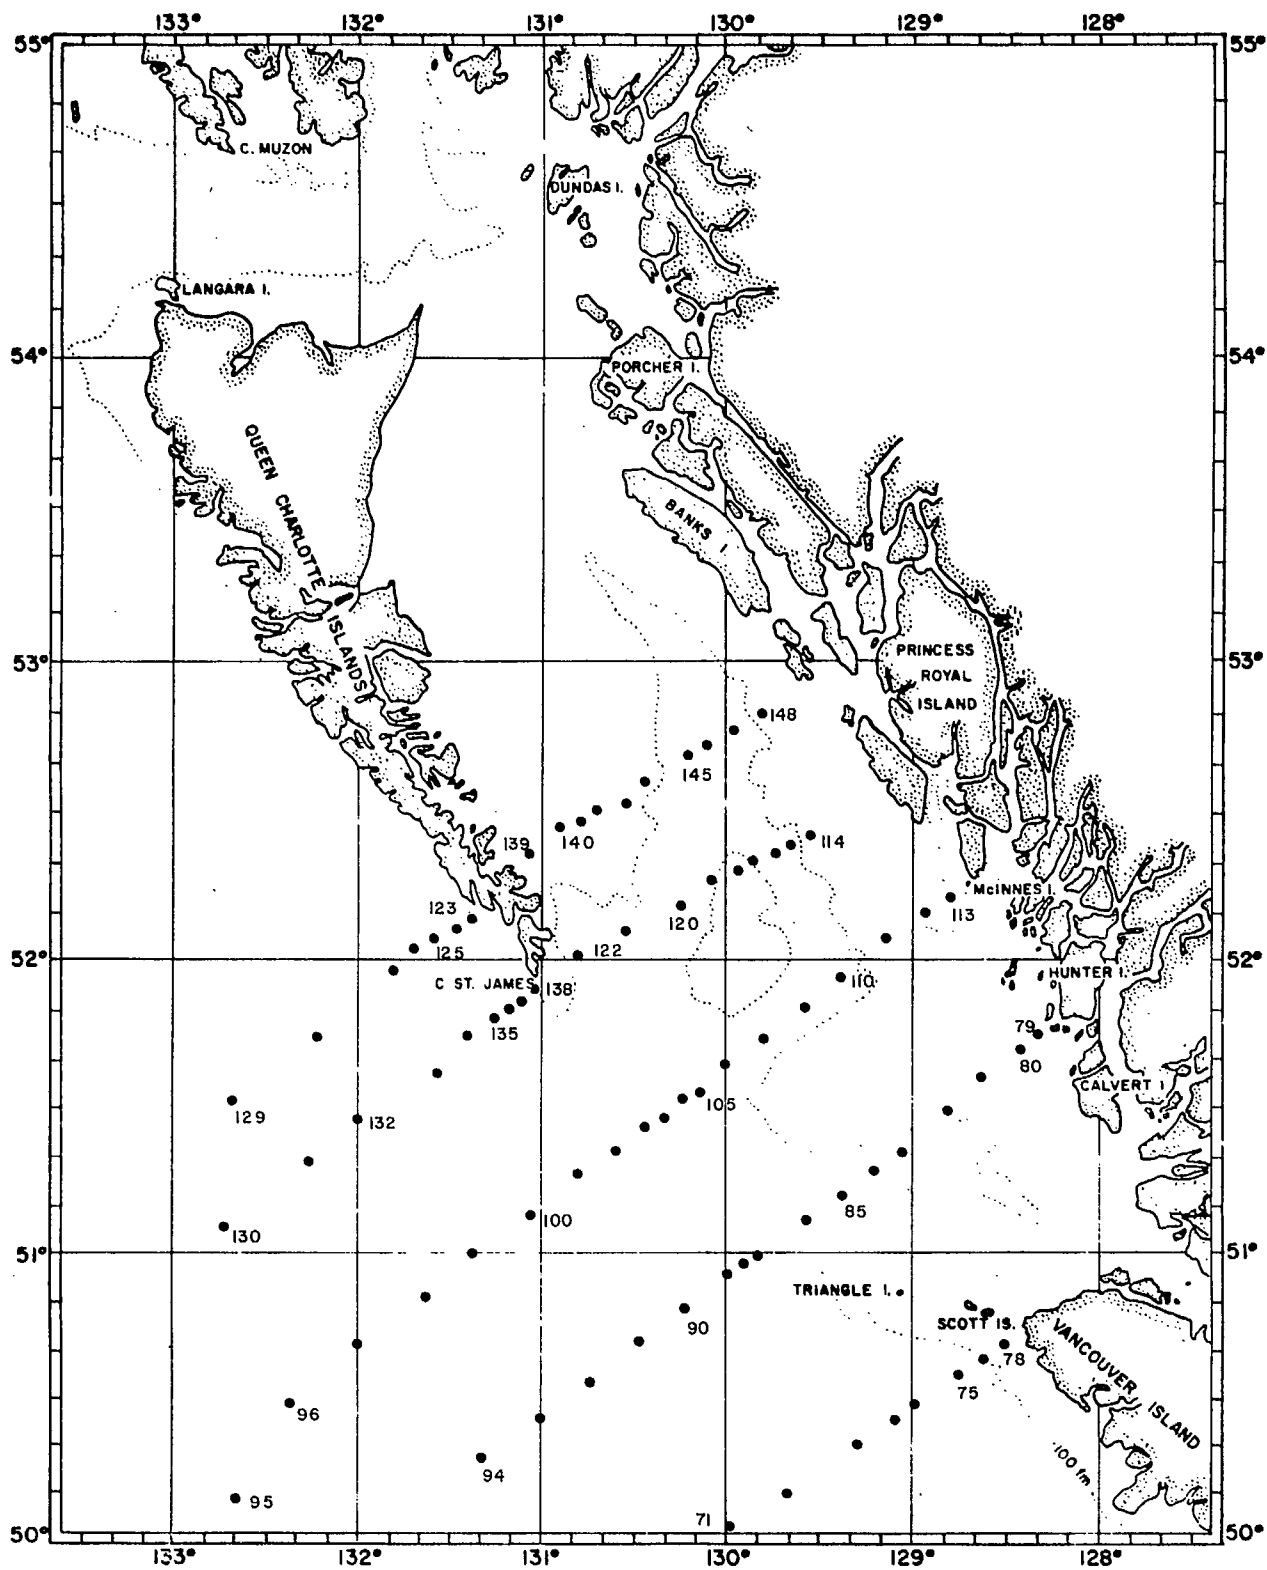 133° 132° 131° 130° 129° 128°
55° 55°
C. MUZON
DUNDAS I.
LANGARA I.
54° 54°
PORCHER I.
QUEEN CHARLOTTE ISLANDS
BANKS I
53° 53°
PRINCESS
ROYAL
ISLAND
148
145
139 140 114
McINNES I.
123 120 113
125 122
52° 52°
HUNTER I.
C ST. JAMES 138 110
135 79
80
CALVERT I
129 132 105
100 85
130
51° 51°
TRIANGLE I.
SCOTT IS.
90 78
VANCOUVER ISLAND
75
96
100 fm
94
95
71
50° 50°
133° 132° 131° 130° 129° 128°